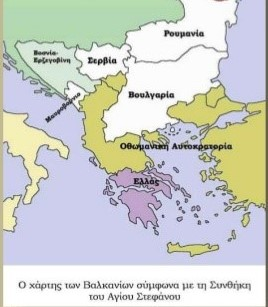 Ρουμανία
Βοσνία-
Ερζεγοβίνη
Σερβία
Μαυροβούνιο
Βουλγαρία
Οθωμανική Αυτοκρατορία
Ελλάς
Ο χάρτης των Βαλκανίων σύμφωνα με τη Συνθήκη
του Αγίου Στεφάνου